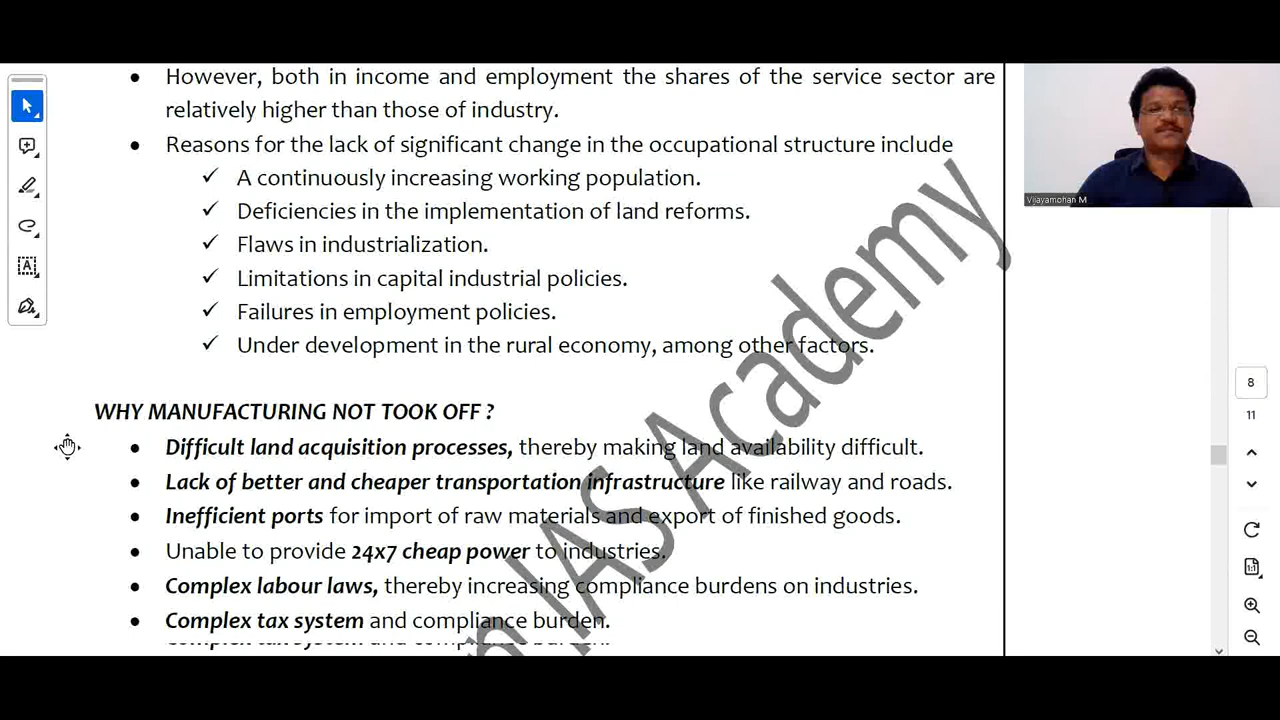 • However, both in income and employment the shares of the service sector are
relatively higher than those of industry.
• Reasons for the lack of significant change in the occupational structure include
✓ A continuously increasing working population.
✓ Deficiencies in the implementation of land reforms.
✓ Flaws in industrialization.
✓ Limitations in capital industrial policies.
✓ Failures in employment policies.
✓ Under development in the rural economy, among other factors.
WHY MANUFACTURING NOT TOOK OFF ?
• Difficult land acquisition processes, thereby making land availability difficult.
• Lack of better and cheaper transportation infrastructure like railway and roads.
• Inefficient ports for import of raw materials and export of finished goods.
• Unable to provide 24x7 cheap power to industries.
• Complex labour laws, thereby increasing compliance burdens on industries.
• Complex tax system and compliance burden.
IAS Academy
Vijayamohan M
8
11
1:1
A